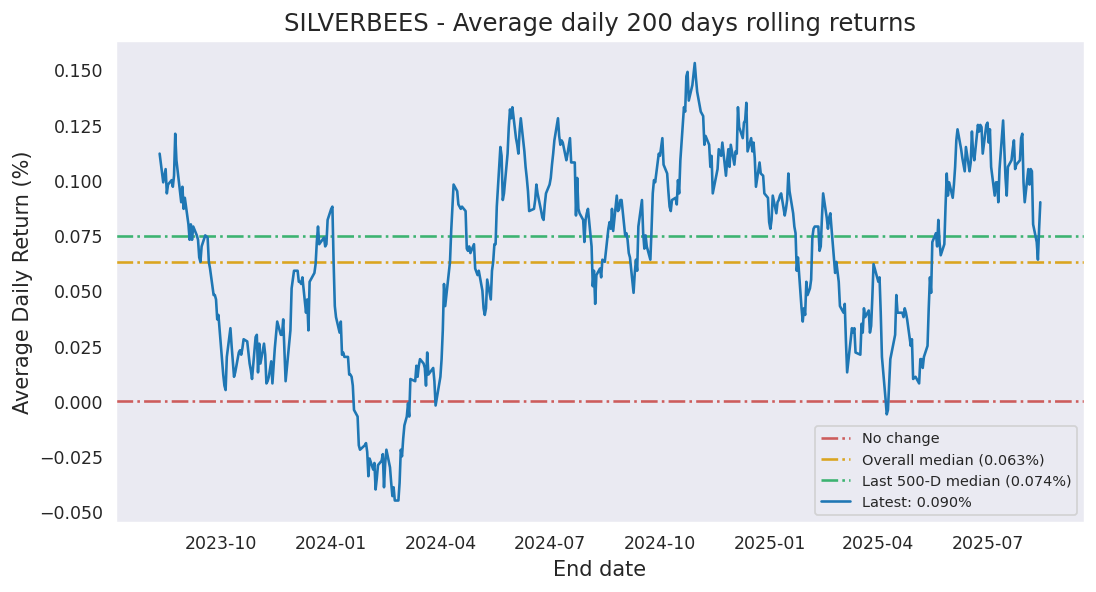 SILVERBEES - Average daily 200 days rolling returns
Average Daily Return (%)
0.150
0.125
0.100
0.075
0.050
0.025
0.000
−0.025
−0.050
No change
Overall median (0.063%)
Last 500-D median (0.074%)
Latest: 0.090%
2023-10 2024-01 2024-04 2024-07 2024-10 2025-01 2025-04 2025-07
End date